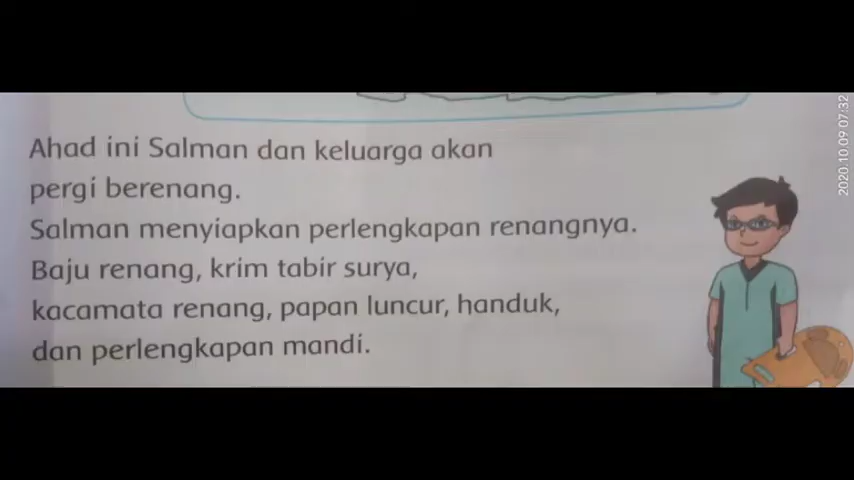 Ahad ini Salman dan keluarga akan
pergi berenang.
Salman menyiapkan perlengkapan renangnya.
Baju renang, krim tabir surya,
kacamata renang, papan luncur, handuk,
dan perlengkapan mandi.
2020.10.09 07:32